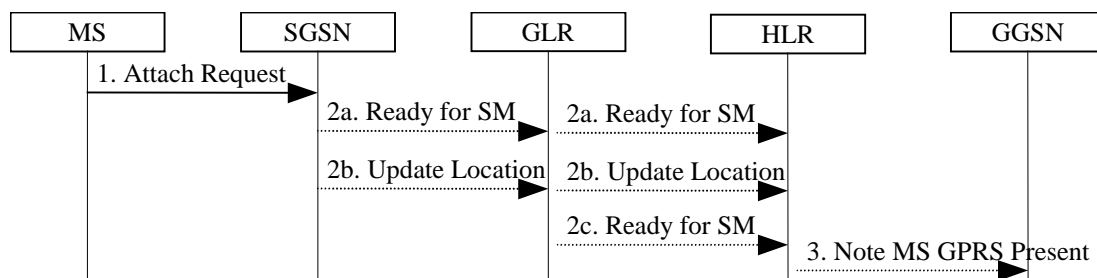 MS SGSN GLR HLR GGSN
1. Attach Request
2a. Ready for SM 2a. Ready for SM
2b. Update Location 2b. Update Location
2c. Ready for SM
3. Note MS GPRS Present